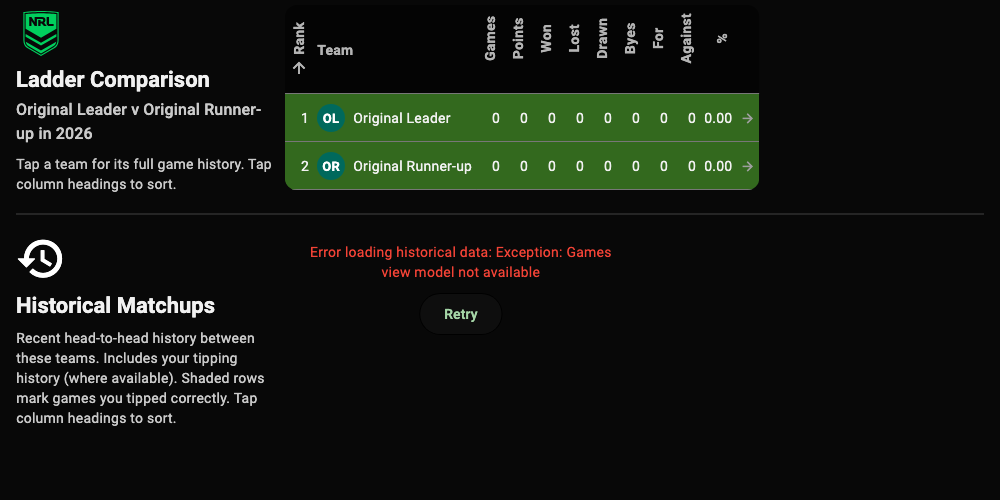 NRL
Ladder Comparison
Original Leader v Original Runner-
up in 2026
Tap a team for its full game history. Tap
column headings to sort.
Rank Team Games Points Won Lost Drawn Byes For Against %
1 OL Original Leader 0 0 0 0 0 0 0 0 0.00
2 OR Original Runner-up 0 0 0 0 0 0 0 0 0.00
Historical Matchups
Recent head-to-head history between
these teams. Includes your tipping
history (where available). Shaded rows
mark games you tipped correctly. Tap
column headings to sort.
Error loading historical data: Exception: Games
view model not available
Retry